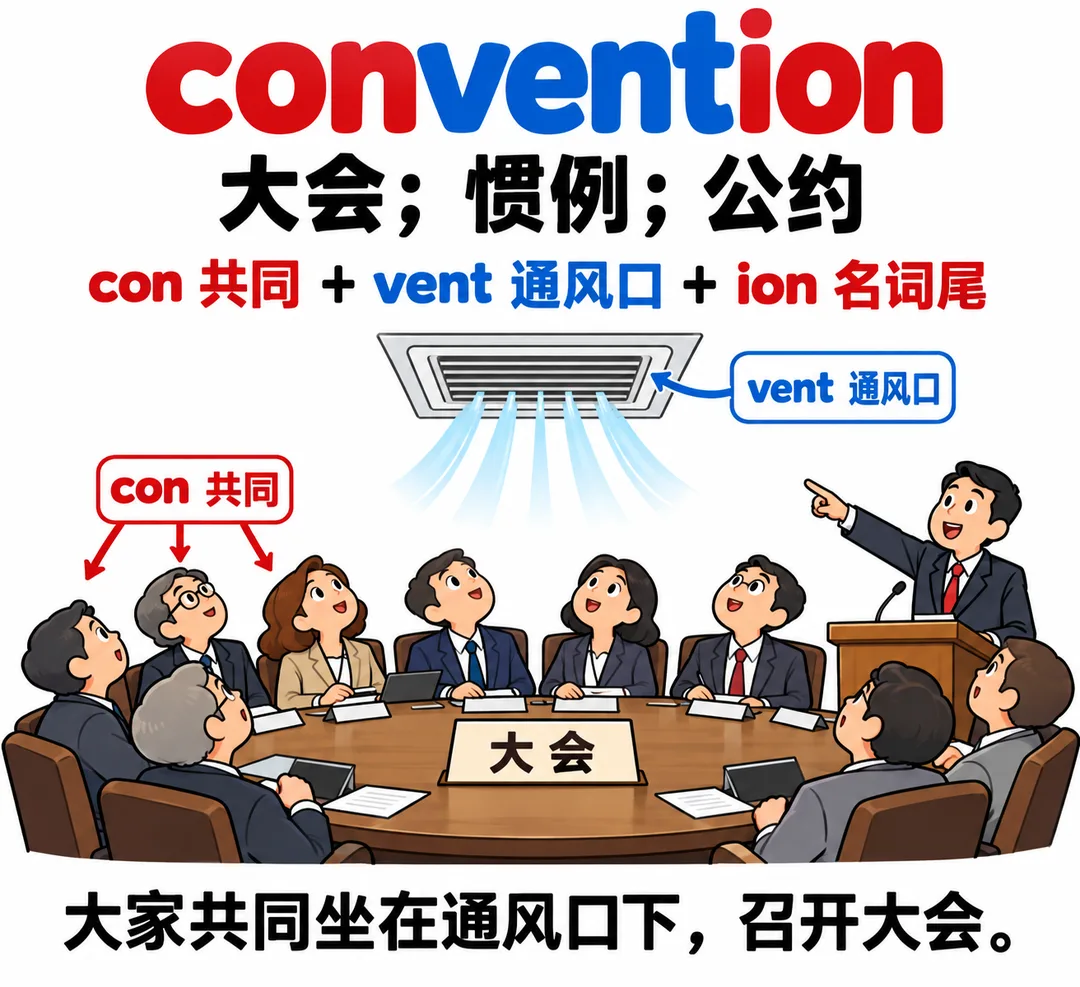 convention
大会；惯例；公约
con 共同 + vent 通风口 + ion 名词尾
vent 通风口
con 共同
大会
大家共同坐在通风口下，召开大会。